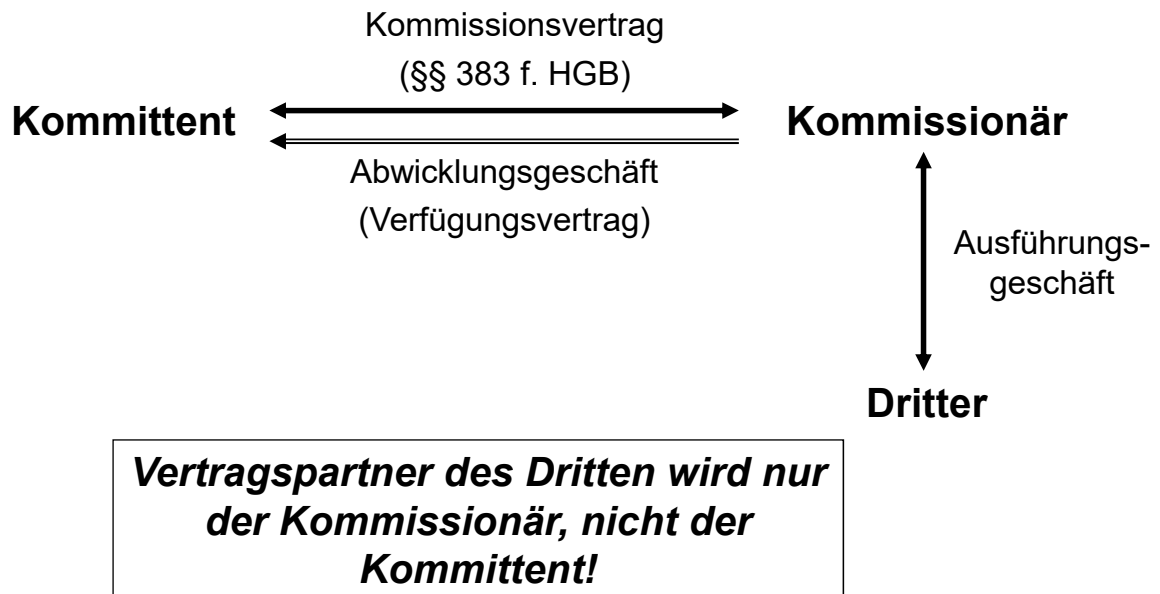 Kommissionsvertrag
(§§ 383 f. HGB)
Kommittent
Kommissionär
Abwicklungsgeschäft
(Verfügungsvertrag)
Ausführungs-
geschäft
Dritter
Vertragspartner des Dritten wird nur
der Kommissionär, nicht der
Kommittent!